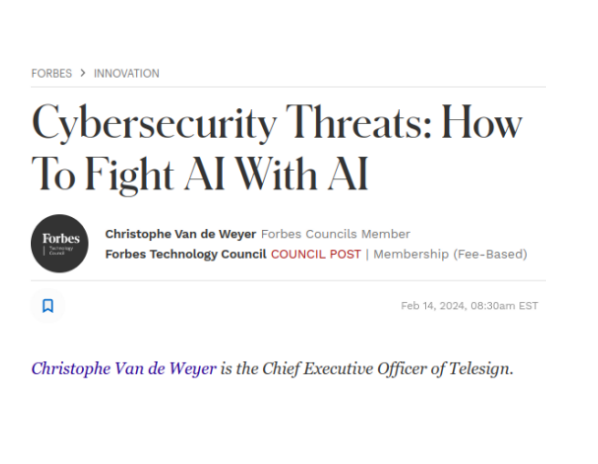 FORBES > INNOVATION
Cybersecurity Threats: How
To Fight AI With AI
Forbes
Technology
Council
Christophe Van de Weyer Forbes Councils Member
Forbes Technology Council COUNCIL POST | Membership (Fee-Based)
Feb 14, 2024, 08:30am EST
Christophe Van de Weyer is the Chief Executive Officer of Telesign.